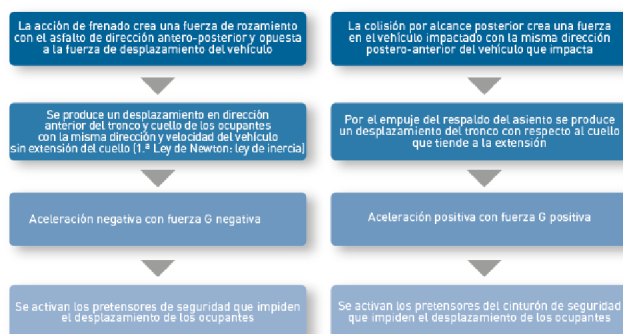 La acción de frenado crea una fuerza de rozamiento
con el asfalto de dirección antero-posterior y opuesta
a la fuerza de desplazamiento del vehículo
Se produce un desplazamiento en dirección
anterior del tronco y cuello de los ocupantes
con la misma dirección y velocidad del vehículo
sin extensión del cuello (1.ª Ley de Newton: ley de inercia)
Aceleración negativa con fuerza G negativa
Se activan los pretensores de seguridad que impiden
el desplazamiento de los ocupantes
La colisión por alcance posterior crea una fuerza
en el vehículo impactado con la misma dirección
postero-anterior del vehículo que impacta
Por el empuje del respaldo del asiento se produce
un desplazamiento del tronco con respecto al cuello
que tiende a la extensión
Aceleración positiva con fuerza G positiva
Se activan los pretensores del cinturón de seguridad
que impiden el desplazamiento de los ocupantes